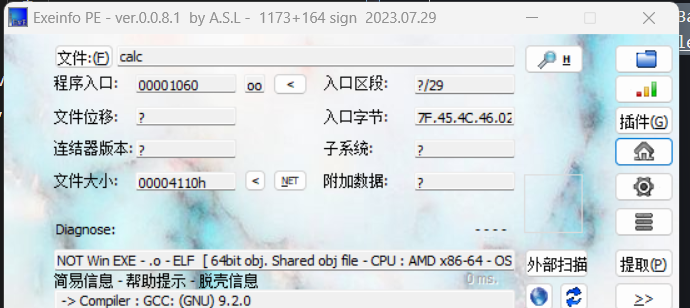 Exeinfo PE - ver.0.0.8.1 by A.S.L - 1173+164 sign 2023.07.29
文件:(F) calc H
程序入口: 00001060 oo < 入口区段: ?/29
文件位移: ? 入口字节: 7F.45.4C.46.02 插件(G)
连结器版本: ? 子系统: ?
文件大小: 00004110h < NET 附加数据: ?
Diagnose: ----
NOT Win EXE - .o - ELF [ 64bit obj. Shared obj file - CPU : AMD x86-64 - OS 外部扫描 提取(P)
简易信息 - 帮助提示 - 脱壳信息 0 ms.
-> Compiler : GCC: (GNU) 9.2.0 >>